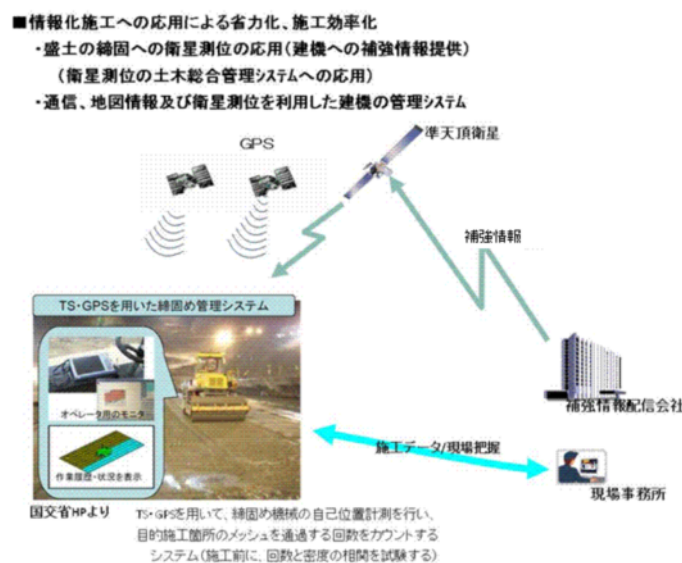 ■情報化施工への応用による省力化、施工効率化
・盛土の締固への衛星測位の応用(建機への補強情報提供)
(衛星測位の土木総合管理システムへの応用)
・通信、地図情報及び衛星測位を利用した建機の管理システム
GPS
準天頂衛星
補強情報
TS・GPSを用いた締固め管理システム
オペレータ用のモニター
作業履歴・状況を表示
補強情報配信会社
施工データ/現場把握
現場事務所
国交省HPより
TS・GPSを用いて、締固め機械の自己位置計測を行い、
目的施工箇所のメッシュを通過する回数をカウントする
システム(施工前に、回数と密度の相関を試験する)